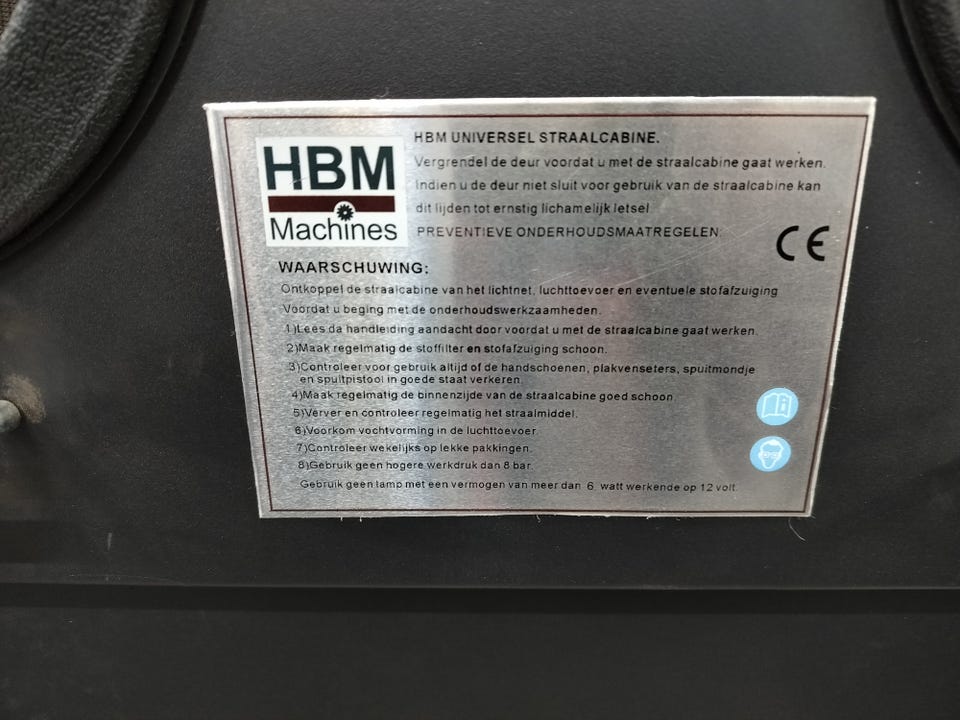 HBM
Machines
HBM UNIVERSEL STRAALCABINE.
Vergrendel de deur voordat u met de straalcabine gaat werken.
Indien u de deur niet sluit voor gebruik van de straalcabine kan
dit lijden tot ernstig lichamelijk letsel
PREVENTIEVE ONDERHOUDSMAATREGELEN:
CE
WAARSCHUWING:
Ontkoppel de straalcabine van het lichtnet, luchttoevoer en eventuele stofafzuiging
Voordat u beging met de onderhoudswerkzaamheden.
1)Lees da handleiding aandacht door voordat u met de straalcabine gaat werken.
2)Maak regelmatig de stoffilter en stofafzuiging schoon.
3)Controleer voor gebruik altijd of de handschoenen, plakvenseters, spuitmondje
en spuitpistool in goede staat verkeren.
4)Maak regelmatig de binnenzijde van de straalcabine goed schoon.
5)Verver en controleer regelmatig het straalmiddel.
6)Voorkom vochtvorming in de luchttoevoer.
7)Controleer wekelijks op lekke pakkingen.
8)Gebruik geen hogere werkdruk dan 8 bar.
Gebruik geen lamp met een vermogen van meer dan 6 watt werkende op 12 volt.